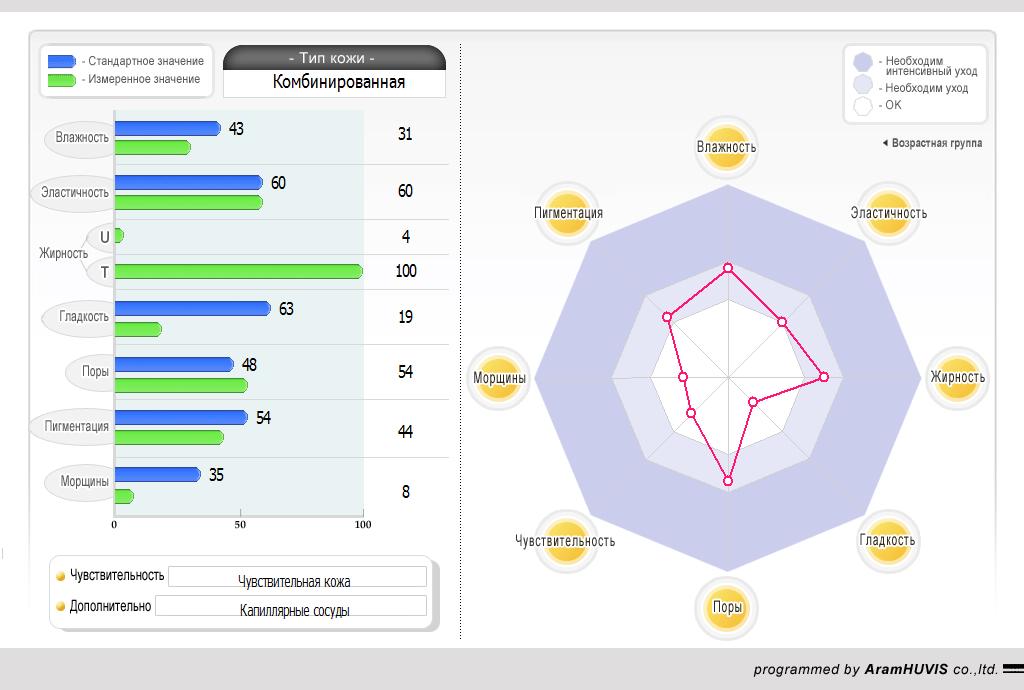 - Стандартное значение
- Измеренное значение
- Тип кожи -
Комбинированная
Влажность 43 31
Эластичность 60 60
Жирность
U 4
T 100
Гладкость 63 19
Поры 48 54
Пигментация 54 44
Морщины 35 8
0 50 100
Чувствительность Чувствительная кожа
Дополнительно Капиллярные сосуды
- Необходим
интенсивный уход
- Необходим уход
- OK
Возрастная группа
Влажность
Пигментация
Эластичность
Морщины
Жирность
Чувствительность
Гладкость
Поры
programmed by AramHUVIS co.,ltd.